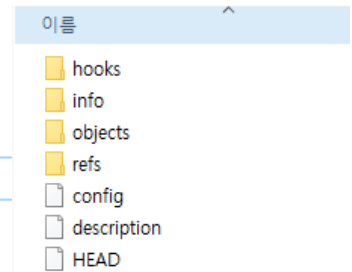 이름
hooks
info
objects
refs
config
description
HEAD